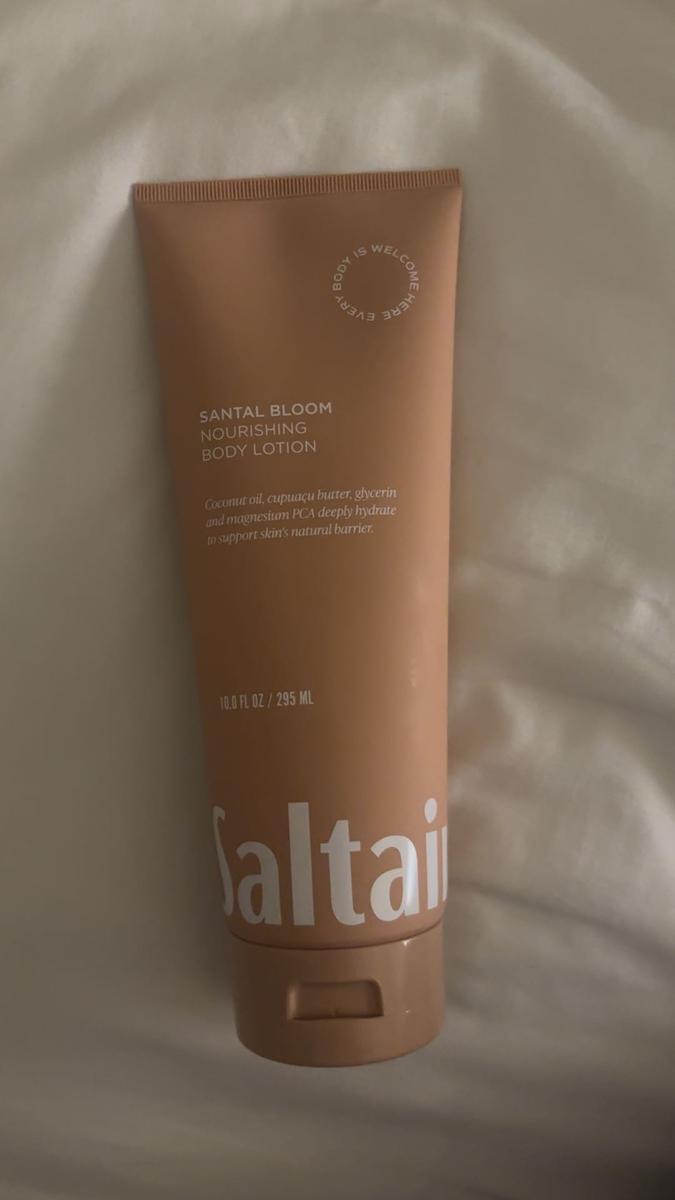 EVERY BODY IS WELCOME HERE
SANTAL BLOOM
NOURISHING
BODY LOTION
Coconut oil, cupuaçu butter, glycerin
and magnesium PCA deeply hydrate
to support skin's natural barrier.
10.0 FL OZ / 295 ML
Saltair